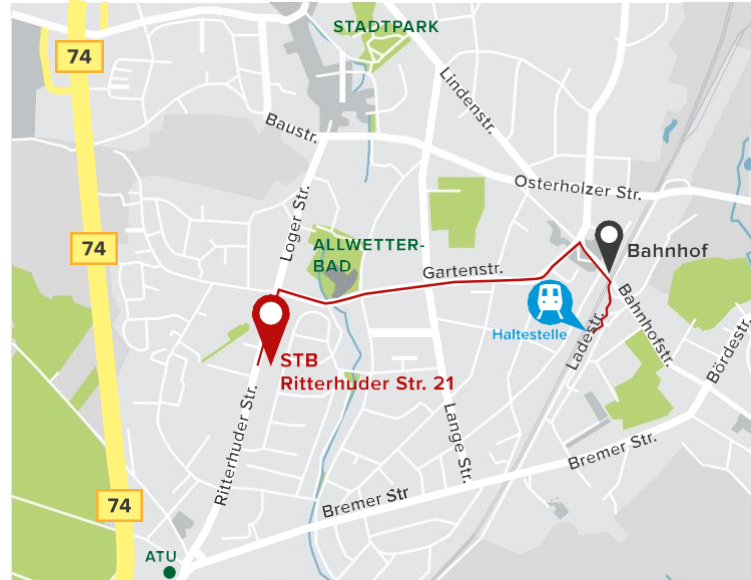 STADTPARK
74
Lindenstr.
Baustr.
Osterholzer Str.
Loger Str.
74
ALLWETTER-
BAD
Bahnhof
Gartenstr.
Haltestelle
Ladestr.
Bahnhofstr.
Bördestr.
STB
Ritterhuder Str. 21
Ritterhuder Str.
Lange Str.
Bremer Str.
74
Bremer Str
ATU